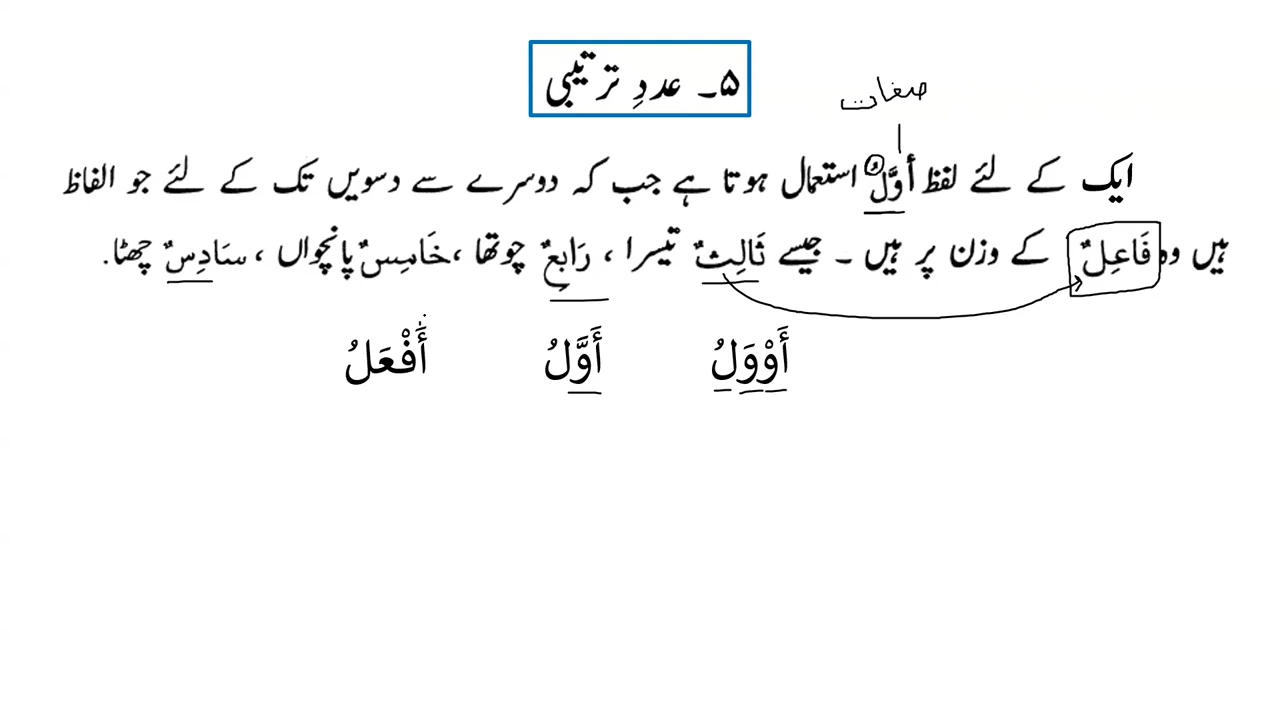 ۵۔ عددِ ترتیبی
صفات
ایک کے لئے لفظ أَوَّلُ استعمال ہوتا ہے جب کہ دوسرے سے دسویں تک کے لئے جو الفاظ
ہیں وہ فَاعِلٌ کے وزن پر ہیں ۔ جیسے ثَالِثٌ تیسرا ، رَابِعٌ چوتھا ،خَامِسٌ پانچواں ، سَادِسٌ چھٹا.
أَوْوَلُ أَوَّلُ أَفْعَلُ